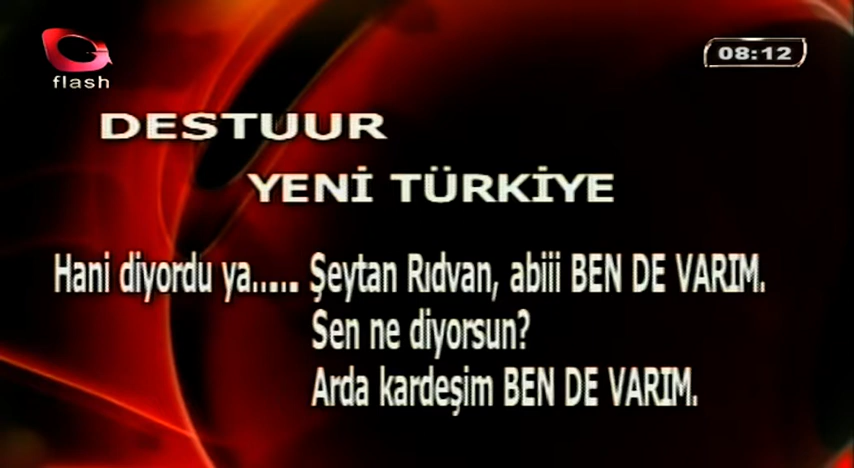 flash
08:12
DESTUUR
YENİ TÜRKİYE
Hani diyordu ya...... Şeytan Rıdvan, abiii BEN DE VARIM.
Sen ne diyorsun?
Arda kardeşim BEN DE VARIM.